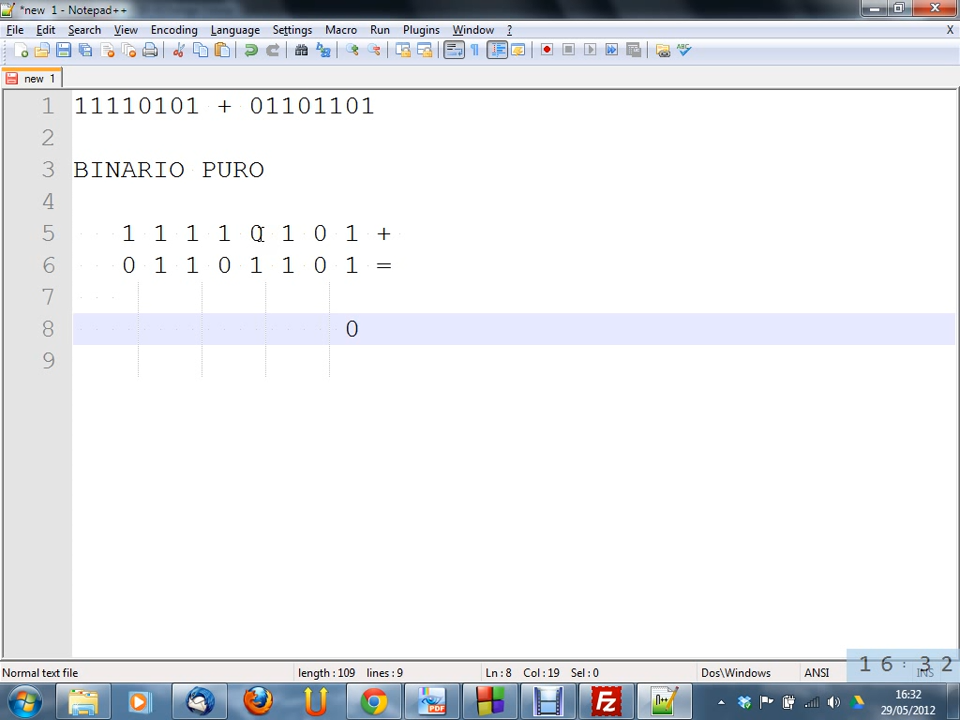 *new 1 - Notepad++
File Edit Search View Encoding Language Settings Macro Run Plugins Window ? X
new 1
1 11110101 + 01101101
2
3 BINARIO PURO
4
5 1 1 1 1 0 1 0 1 +
6 0 1 1 0 1 1 0 1 =
7
8 0
9
Normal text file length : 109 lines : 9 Ln : 8 Col : 19 Sel : 0 Dos\Windows ANSI INS
16:32
16:32
29/05/2012